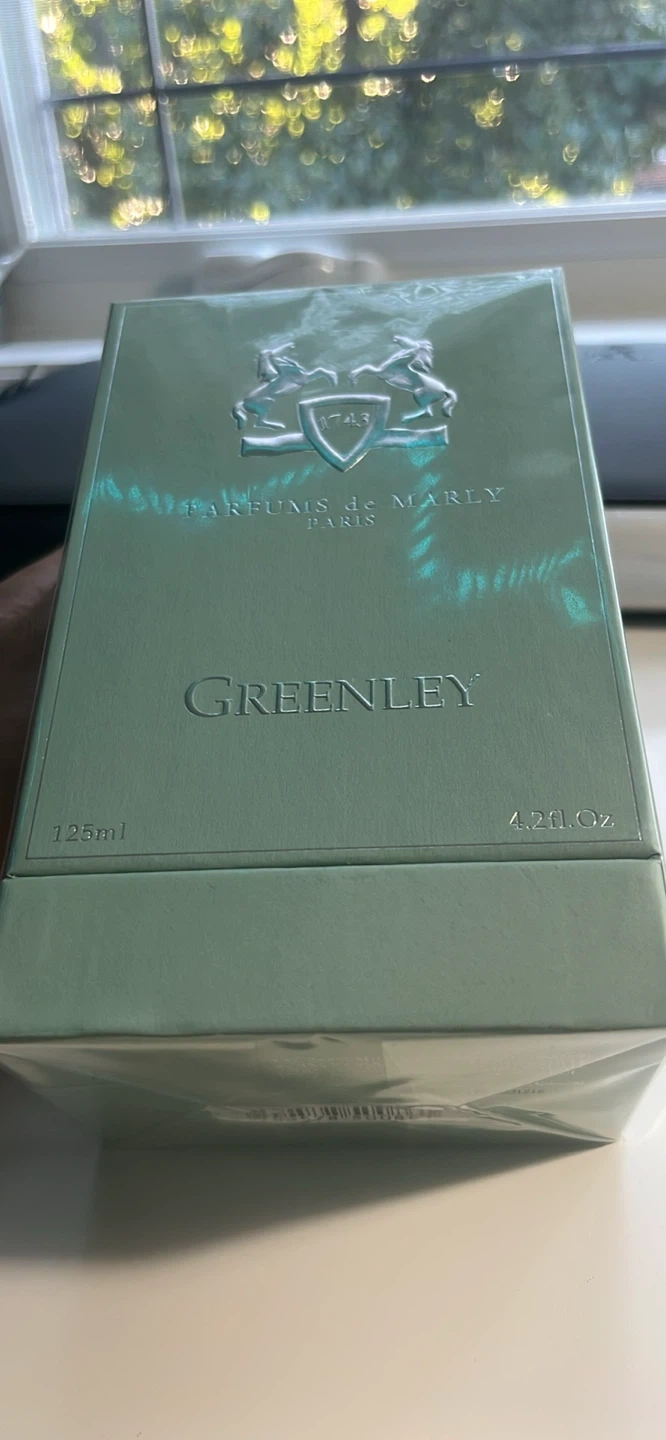 1743
PARFUMS de MARLY
PARIS
GREENLEY
125ml 4.2fl.Oz